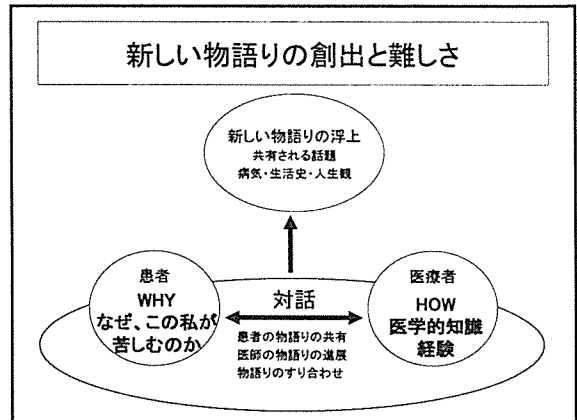 新しい物語りの創出と難しさ
新しい物語りの浮上
共有される話題
病気・生活史・人生観
患者
WHY
なぜ、この私が
苦しむのか
対話
患者の物語りの共有
医師の物語りの進展
物語りのすり合わせ
医療者
HOW
医学的知識
経験